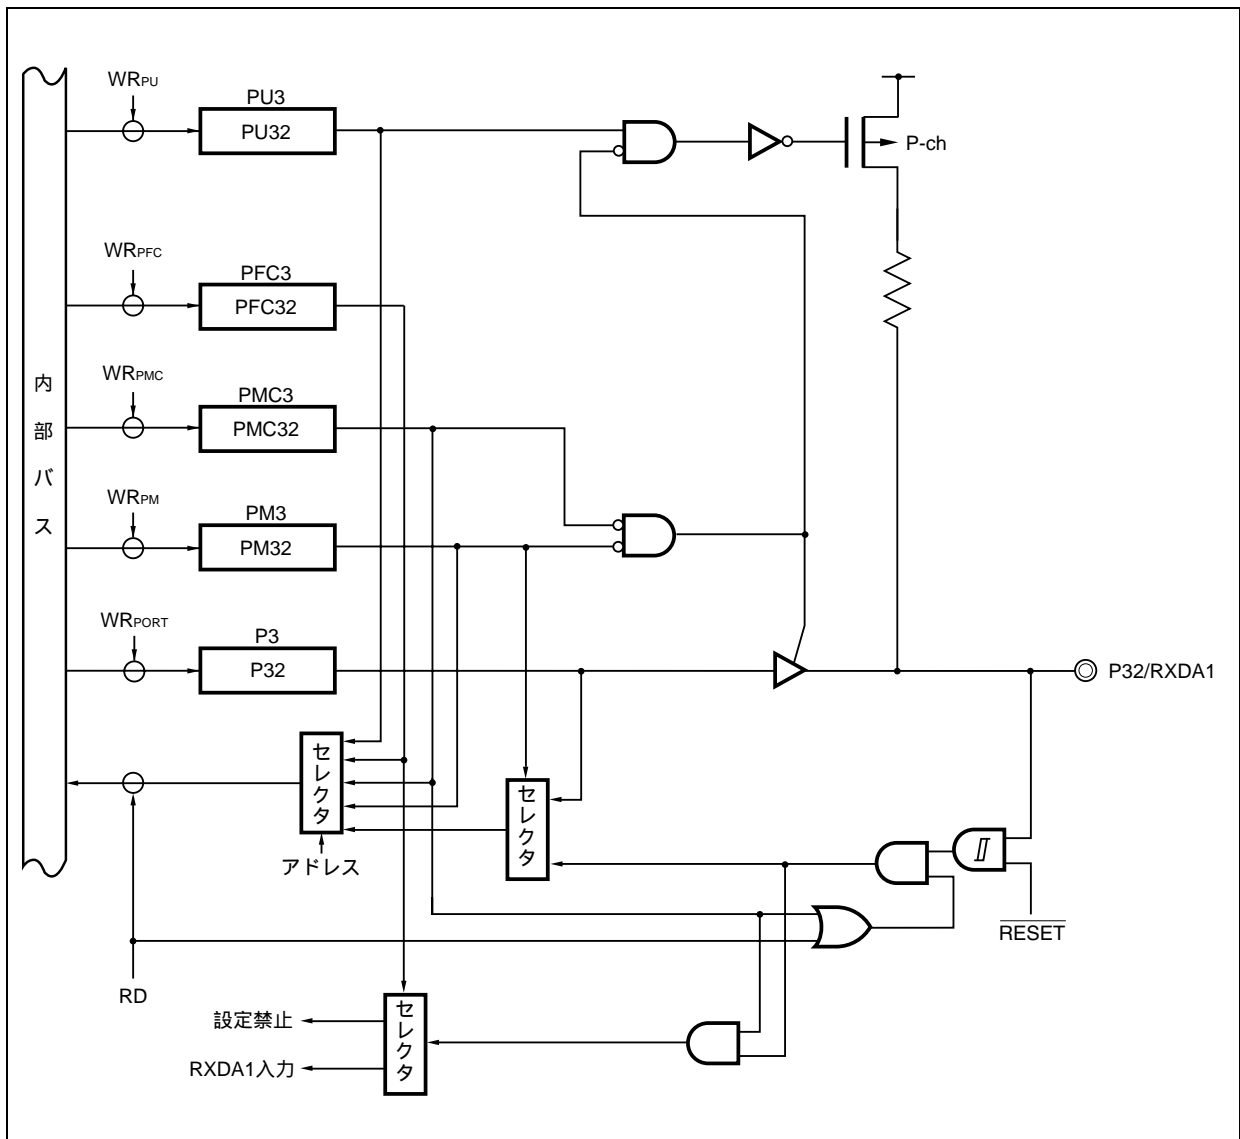 WRPU
PU3
PU32
P-ch
WRPFC
PFC3
PFC32
内部バス
WRPMC
PMC3
PMC32
WRPM
PM3
PM32
WRPORT
P3
P32
P32/RXDA1
セレクタ
セレクタ
アドレス
RESET
RD
セレクタ
設定禁止
RXDA1入力